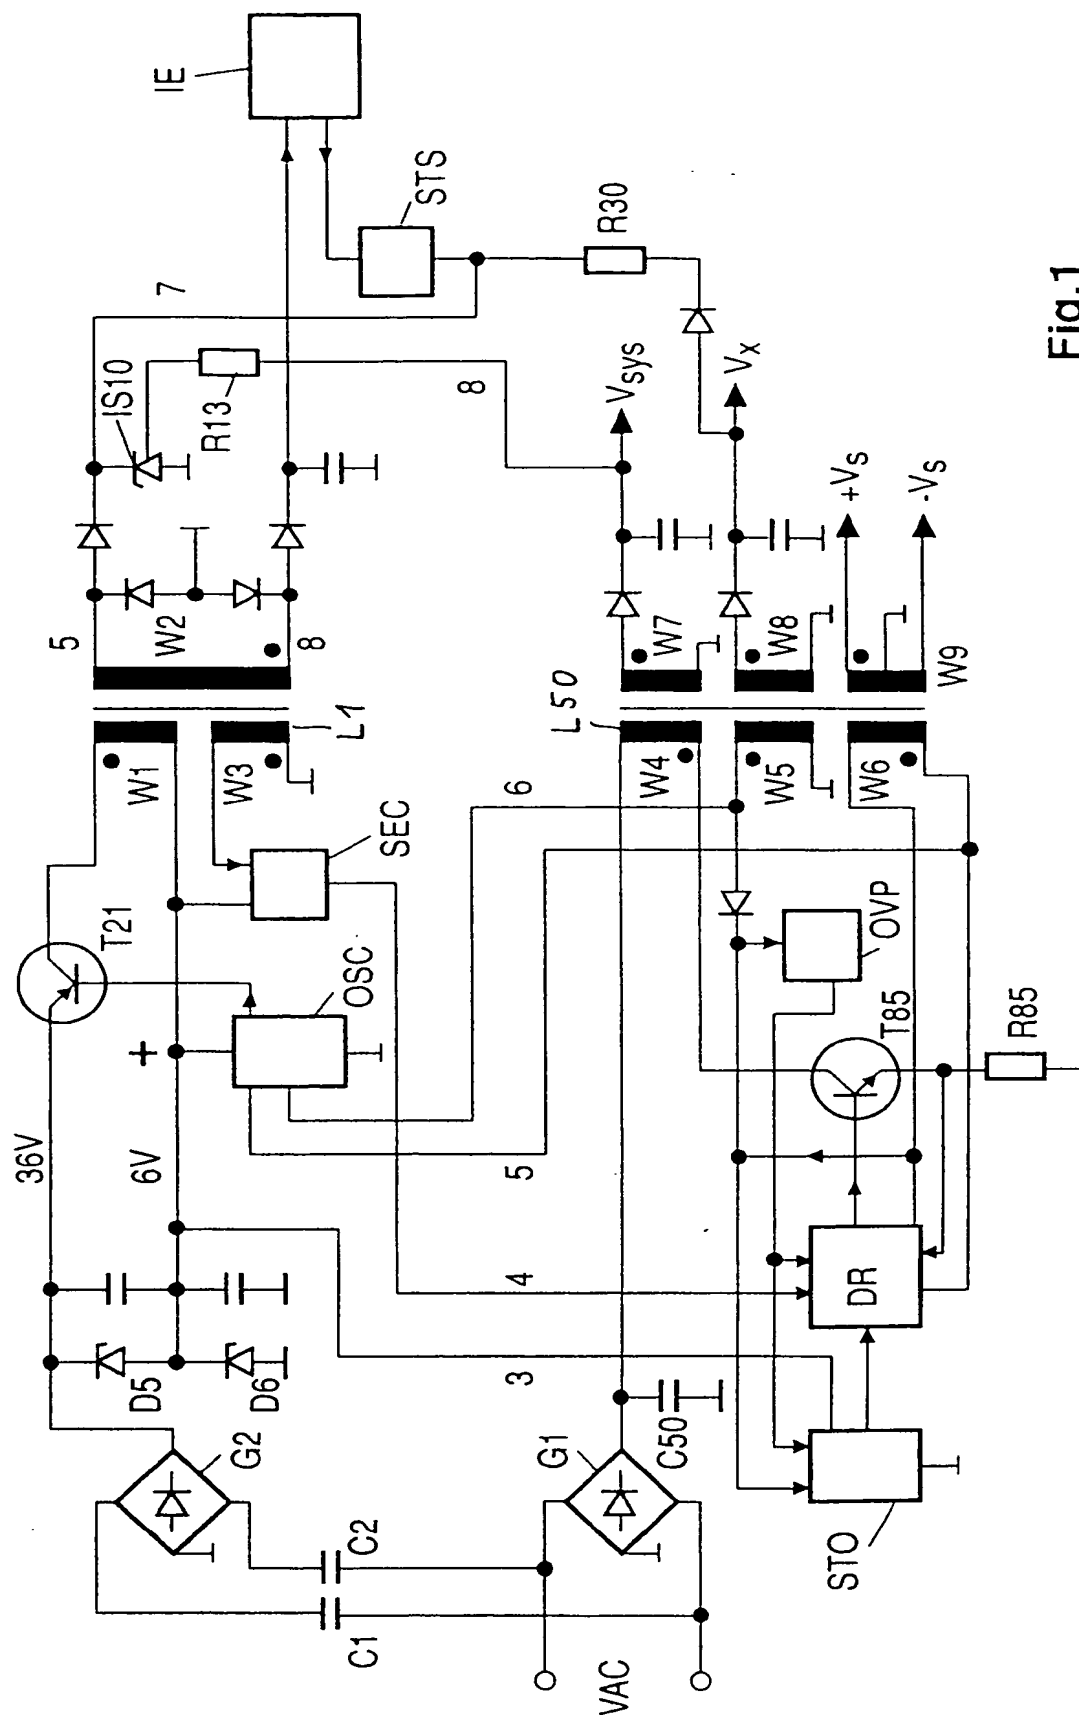 IE
STS
7
R30
IS10
R13
8
Vsys
Vx
+Vs
-Vs
5
W2
8
W7
W8
W9
L1
L50
W1
W3
W4
W5
W6
6
SEC
T21
OSC
OVP
T85
R85
+
36V
6V
5
4
3
DR
D5
D6
G2
G1
C50
STO
C2
C1
VAC
Fig.1